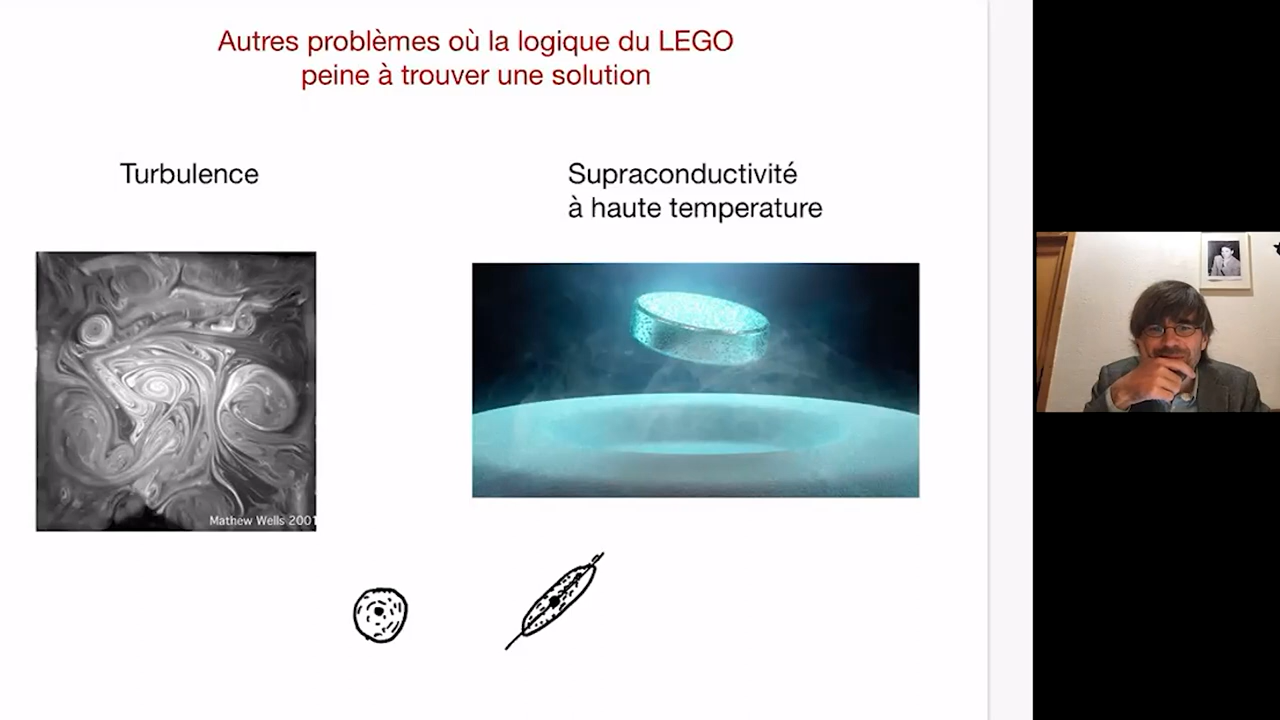 Autres problèmes où la logique du LEGO
peine à trouver une solution
Turbulence
Supraconductivité
à haute temperature
Mathew Wells 2001